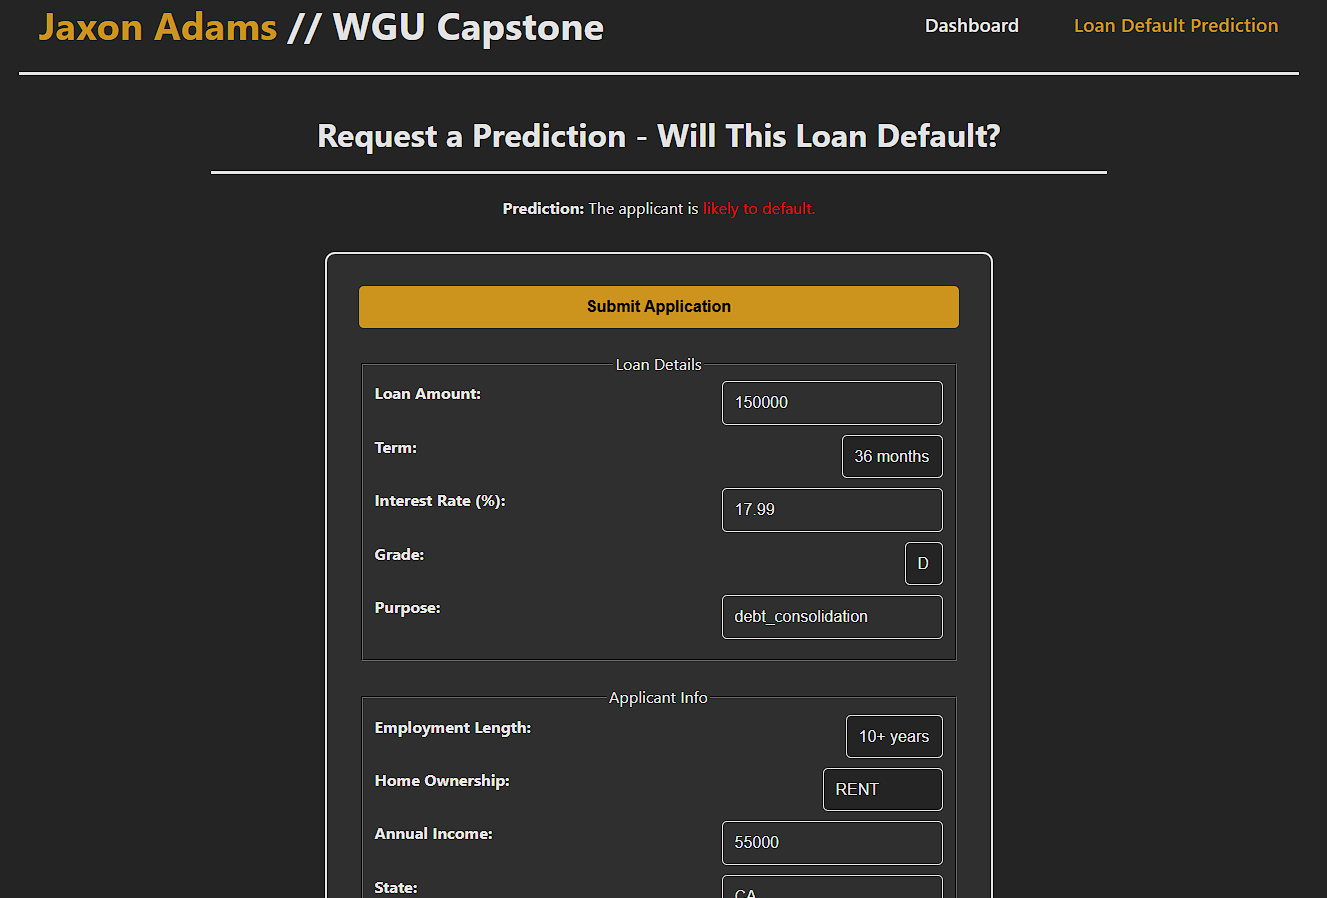 Jaxon Adams // WGU Capstone
Dashboard
Loan Default Prediction
Request a Prediction - Will This Loan Default?
Prediction: The applicant is likely to default.
Submit Application
Loan Details
Loan Amount: 150000
Term: 36 months
Interest Rate (%): 17.99
Grade: D
Purpose: debt_consolidation
Applicant Info
Employment Length: 10+ years
Home Ownership: RENT
Annual Income: 55000
State: CA